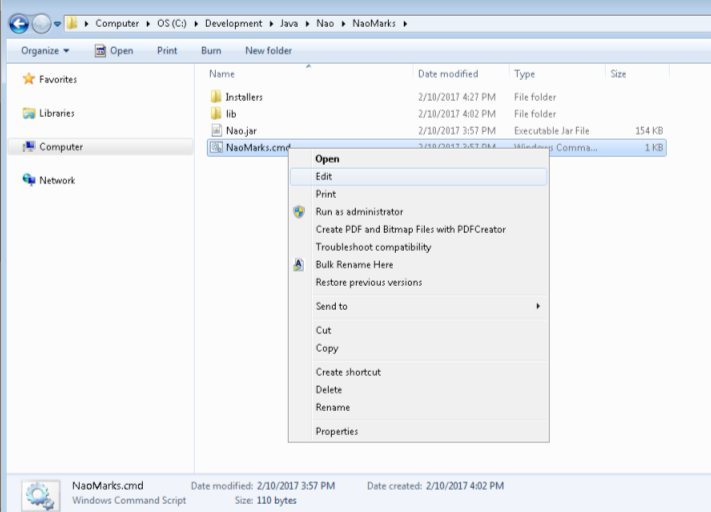 Computer ▸ OS (C:) ▸ Development ▸ Java ▸ Nao ▸ NaoMarks ▸
Organize Open Print Burn New folder
Name Date modified Type Size
Favorites
Libraries
Computer
Network
Installers 2/10/2017 4:27 PM File folder
lib 2/10/2017 4:02 PM File folder
Nao.jar 2/10/2017 3:57 PM Executable Jar File 154 KB
NaoMarks.cmd 2/10/2017 3:57 PM Windows Comma... 1 KB
Open
Edit
Print
Run as administrator
Create PDF and Bitmap Files with PDFCreator
Troubleshoot compatibility
Bulk Rename Here
Restore previous versions
Send to
Cut
Copy
Create shortcut
Delete
Rename
Properties
NaoMarks.cmd Date modified: 2/10/2017 3:57 PM Date created: 2/10/2017 4:02 PM
Windows Command Script Size: 110 bytes